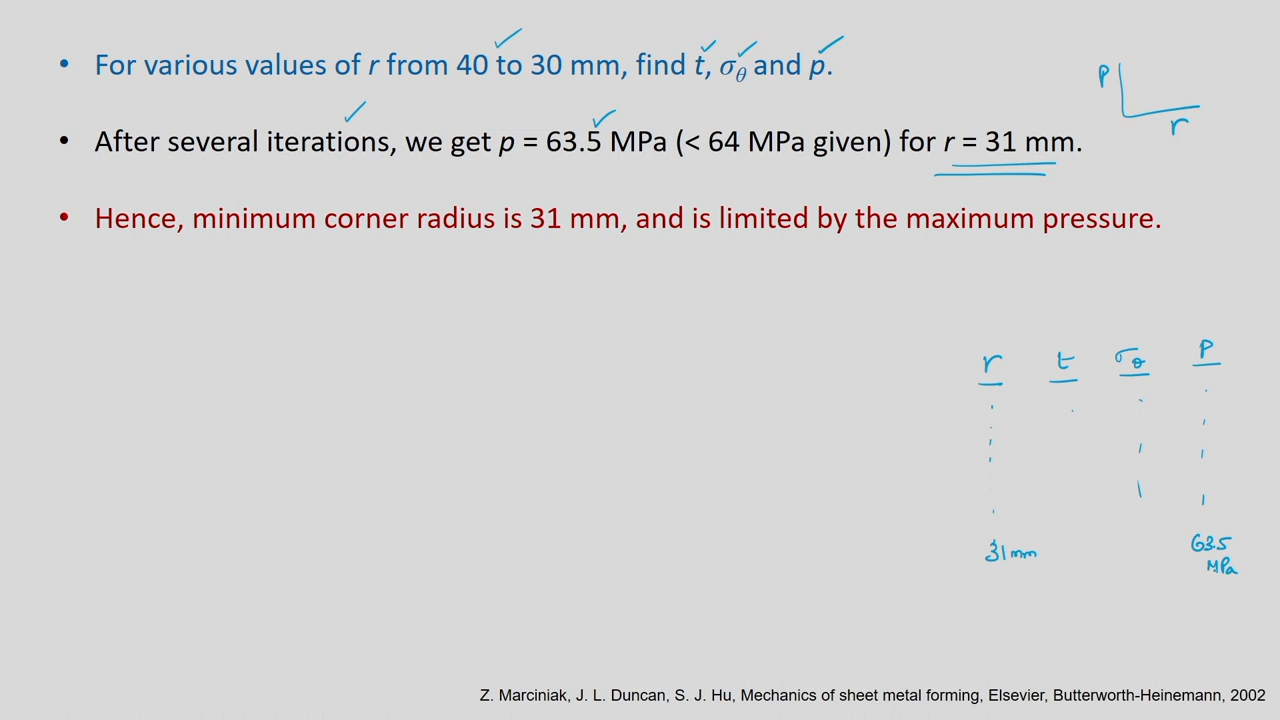 • For various values of r from 40 to 30 mm, find t, σθ and p.
p
r
• After several iterations, we get p = 63.5 MPa (< 64 MPa given) for r = 31 mm.
• Hence, minimum corner radius is 31 mm, and is limited by the maximum pressure.
r t σθ p
31mm 63.5
MPa
Z. Marciniak, J. L. Duncan, S. J. Hu, Mechanics of sheet metal forming, Elsevier, Butterworth-Heinemann, 2002